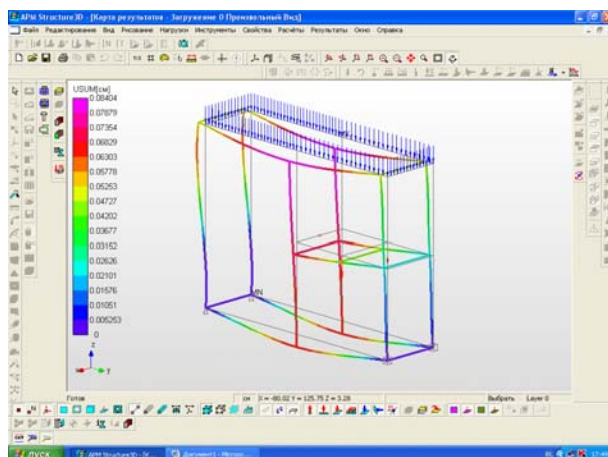 APM Structure3D - [Карта результатов - Загружение 0 Произвольный Вид]
Файл Редактирование Вид Рисование Нагрузки Инструменты Свойства Расчёты Результаты Окно Справка
USUM[см]
0.08404
0.07879
0.07354
0.06829
0.06303
0.05778
0.05253
0.04727
0.04202
0.03677
0.03152
0.02626
0.02101
0.01576
0.01051
0.005253
0
MN
z
y
Готов
см
X = -80.02 Y = 125.75 Z = 3.28
Выбрать
Layer 0
пуск
APM Structure3D - [К...
Документ1 - Micros...